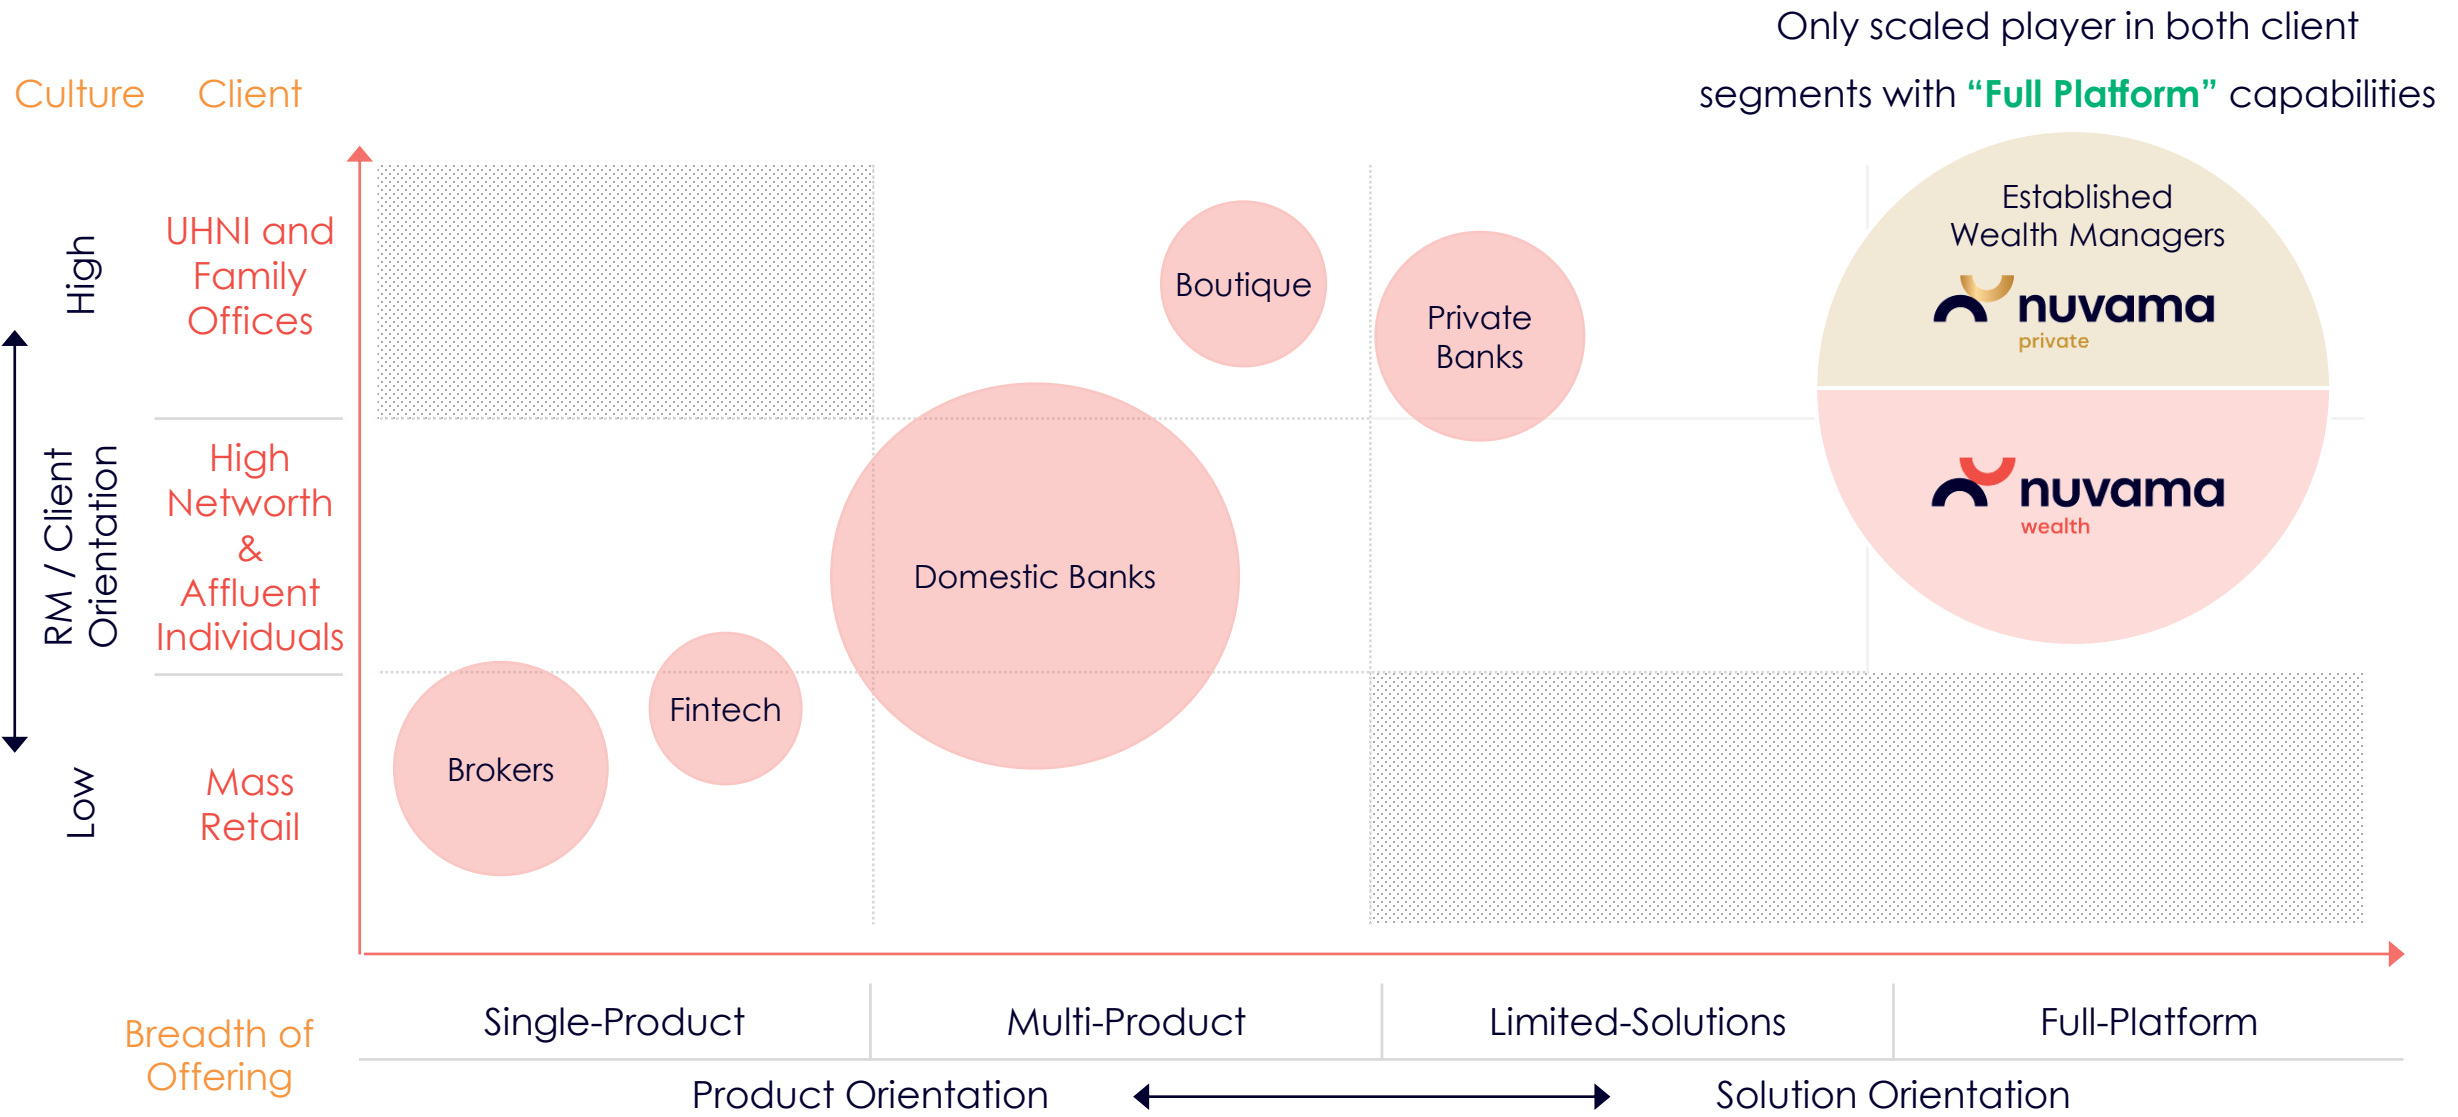 Only scaled player in both client
segments with “Full Platform” capabilities
Culture
Client
High
RM / Client
Orientation
Low
UHNI and
Family
Offices
High
Networth
&
Affluent
Individuals
Mass
Retail
Boutique
Private
Banks
Established
Wealth Managers
nuvama
private
nuvama
wealth
Domestic Banks
Fintech
Brokers
Breadth of
Offering
Single-Product
Multi-Product
Limited-Solutions
Full-Platform
Product Orientation
Solution Orientation